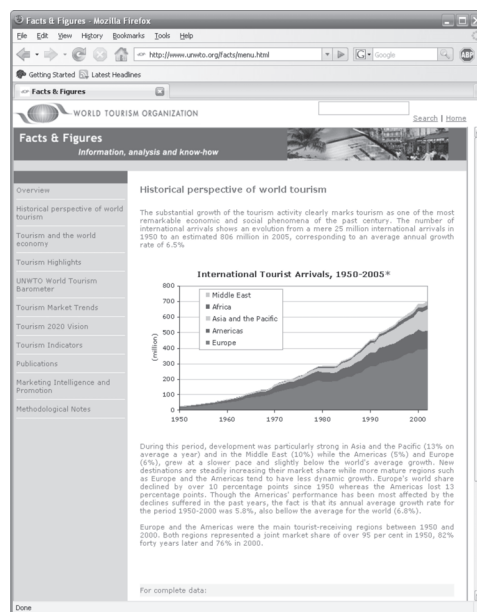 Facts & Figures - Mozilla Firefox
File Edit View History Bookmarks Tools Help
http://www.unwto.org/facts/menu.html
Google
ABP
Getting Started Latest Headlines
Facts & Figures
WORLD TOURISM ORGANIZATION
Search | Home
Facts & Figures
Information, analysis and know-how
Overview
Historical perspective of world
tourism
Tourism and the world
economy
Tourism Highlights
UNWTO World Tourism
Barometer
Tourism Market Trends
Tourism 2020 Vision
Tourism Indicators
Publications
Marketing Intelligence and
Promotion
Methodological Notes
Historical perspective of world tourism
The substantial growth of the tourism activity clearly marks tourism as one of the most
remarkable economic and social phenomena of the past century. The number of
international arrivals shows an evolution from a mere 25 million international arrivals in
1950 to an estimated 806 million in 2005, corresponding to an average annual growth
rate of 6.5%
International Tourist Arrivals, 1950-2005*
800
700
600
500
400
300
200
100
0
(million)
Middle East
Africa
Asia and the Pacific
Americas
Europe
1950 1960 1970 1980 1990 2000
During this period, development was particularly strong in Asia and the Pacific (13% on
average a year) and in the Middle East (10%) while the Americas (5%) and Europe
(6%), grew at a slower pace and slightly below the world's average growth. New
destinations are steadily increasing their market share while more mature regions such
as Europe and the Americas tend to have less dynamic growth. Europe's world share
declined by over 10 percentage points since 1950 whereas the Americas lost 13
percentage points. Though the Americas' performance has been most affected by the
declines suffered in the past years, the fact is that its annual average growth rate for
the period 1950-2000 was 5.8%, also bellow the average for the world (6.8%).
Europe and the Americas were the main tourist-receiving regions between 1950 and
2000. Both regions represented a joint market share of over 95 per cent in 1950, 82%
forty years later and 76% in 2000.
For complete data:
Done